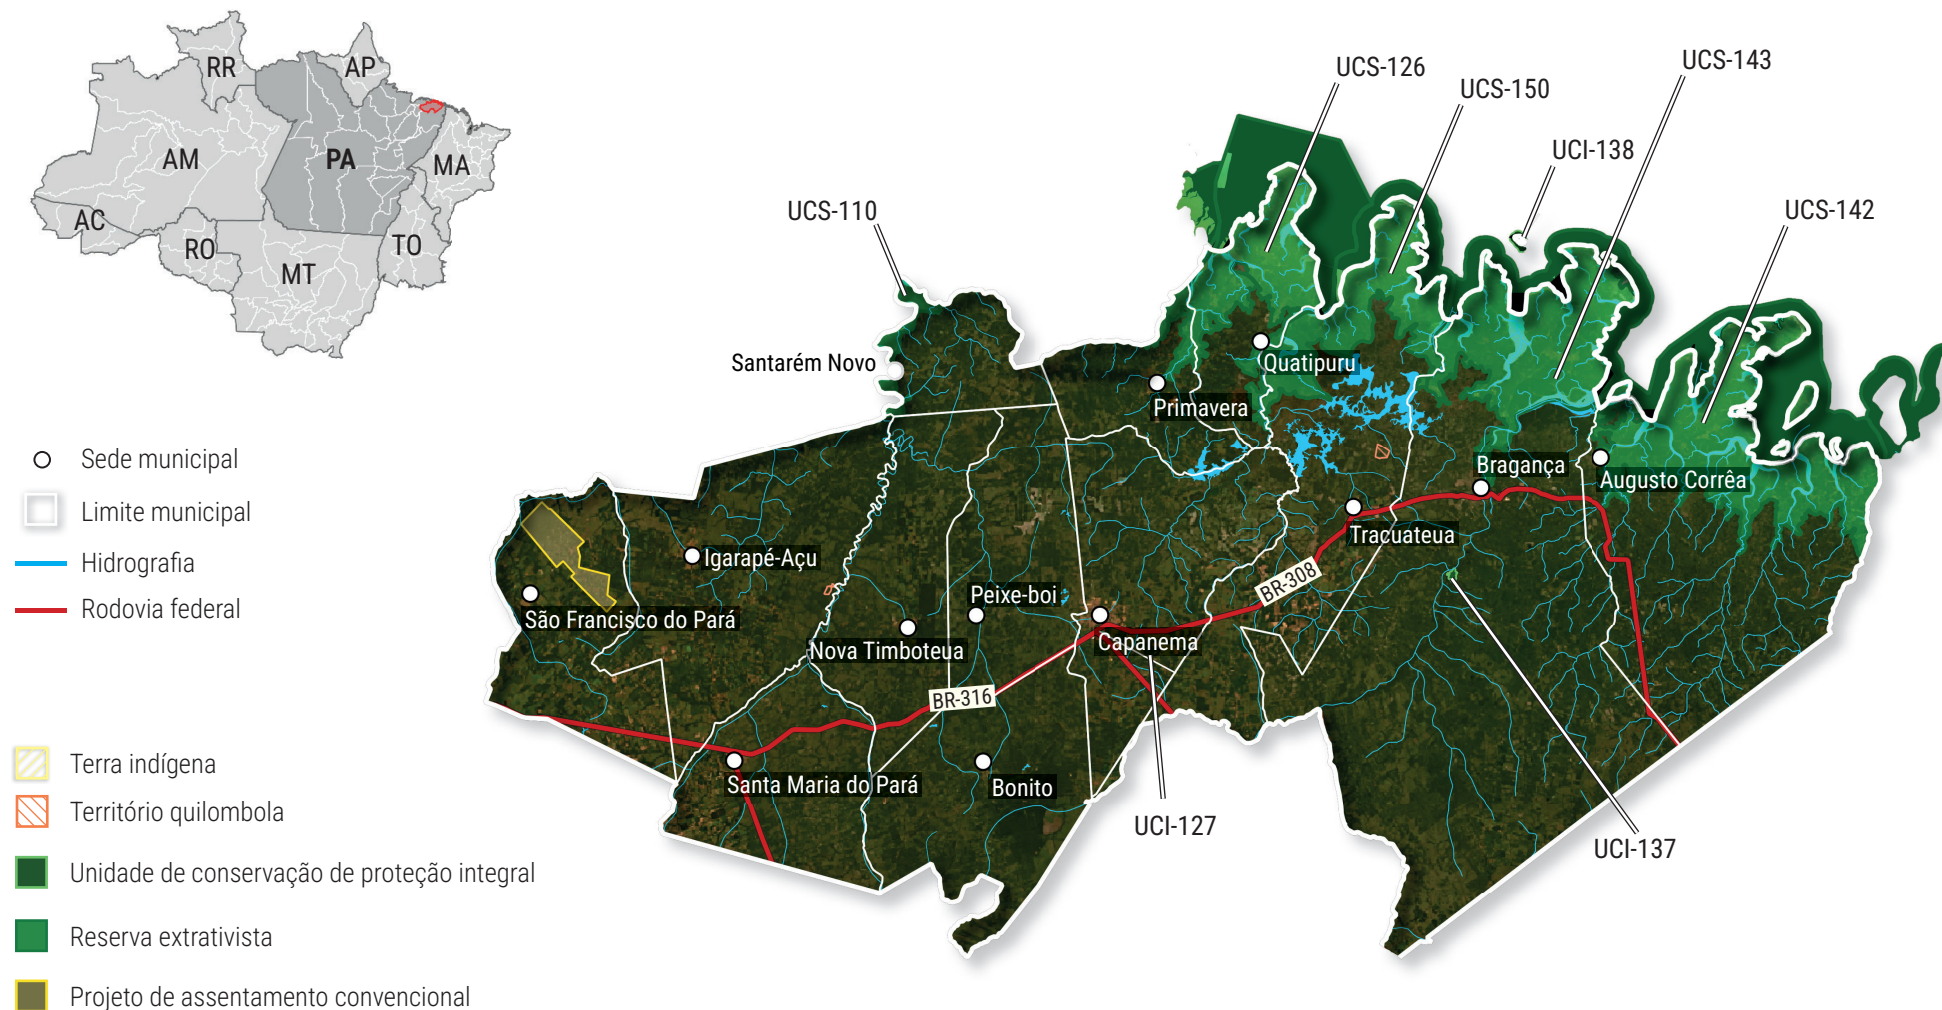 RR
AP
AM
PA
MA
AC
RO
TO
MT
UCS-126
UCS-143
UCS-150
UCI-138
UCS-110
UCS-142
Santarém Novo
Quatipuru
Primavera
Bragança
Augusto Corrêa
Tracuateua
Igarapé-Açu
BR-308
Peixe-boi
São Francisco do Pará
Nova Timboteua
Capanema
BR-316
Santa Maria do Pará
Bonito
UCI-127
UCI-137
Sede municipal
Limite municipal
Hidrografia
Rodovia federal
Terra indígena
Território quilombola
Unidade de conservação de proteção integral
Reserva extrativista
Projeto de assentamento convencional